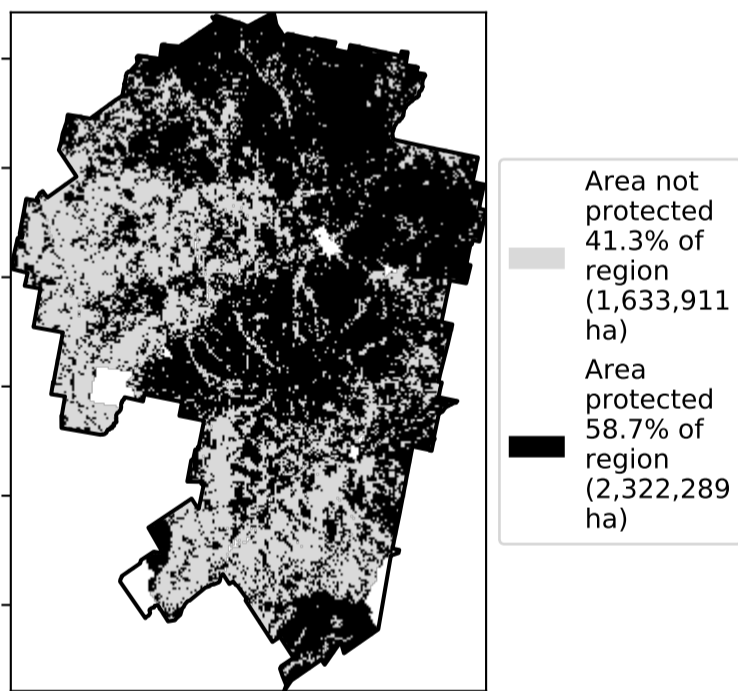 Area not
protected
41.3% of
region
(1,633,911
ha)
Area
protected
58.7% of
region
(2,322,289
ha)